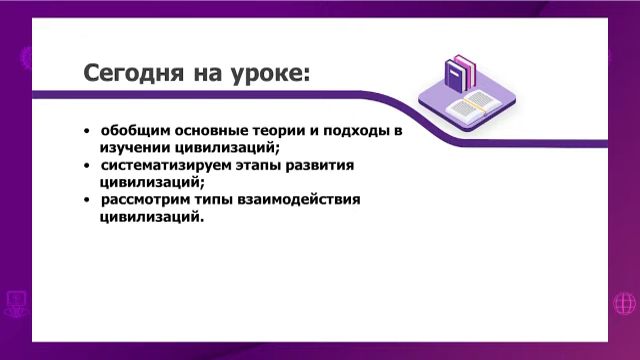 Сегодня на уроке:
• обобщим основные теории и подходы в
изучении цивилизаций;
• систематизируем этапы развития
цивилизаций;
• рассмотрим типы взаимодействия
цивилизаций.